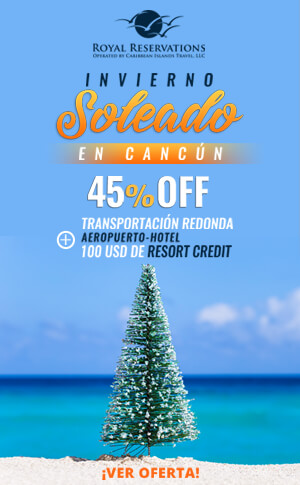 ROYAL RESERVATIONS
OPERATED BY CARIBBEAN ISLANDS TRAVEL, LLC
INVIERNO
Soleado
EN CANCÚN
45% OFF
TRANSPORTACIÓN REDONDA
+ AEROPUERTO-HOTEL
100 USD DE RESORT CREDIT
¡VER OFERTA!